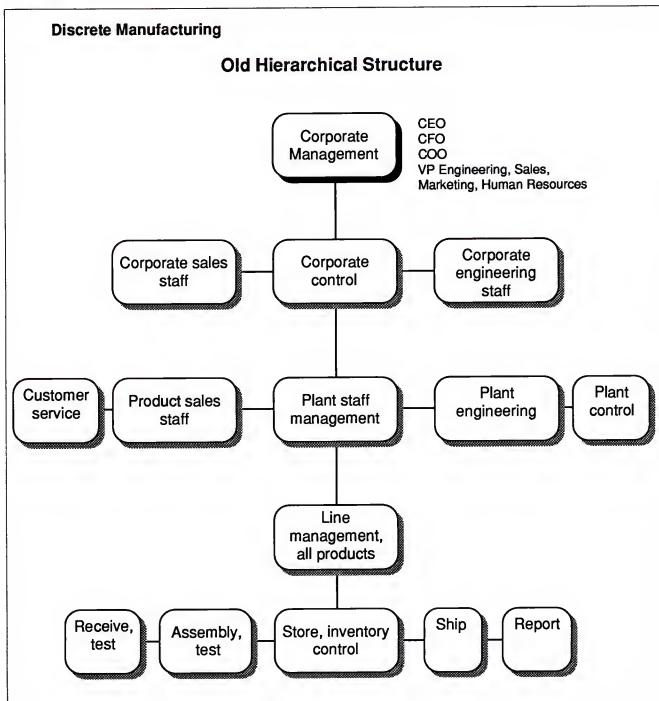 Discrete Manufacturing
Old Hierarchical Structure
Corporate
Management
CEO
CFO
COO
VP Engineering, Sales,
Marketing, Human Resources
Corporate sales
staff
Corporate
control
Corporate
engineering
staff
Customer
service
Product sales
staff
Plant staff
management
Plant
engineering
Plant
control
Line
management,
all products
Receive,
test
Assembly,
test
Store, inventory
control
Ship
Report